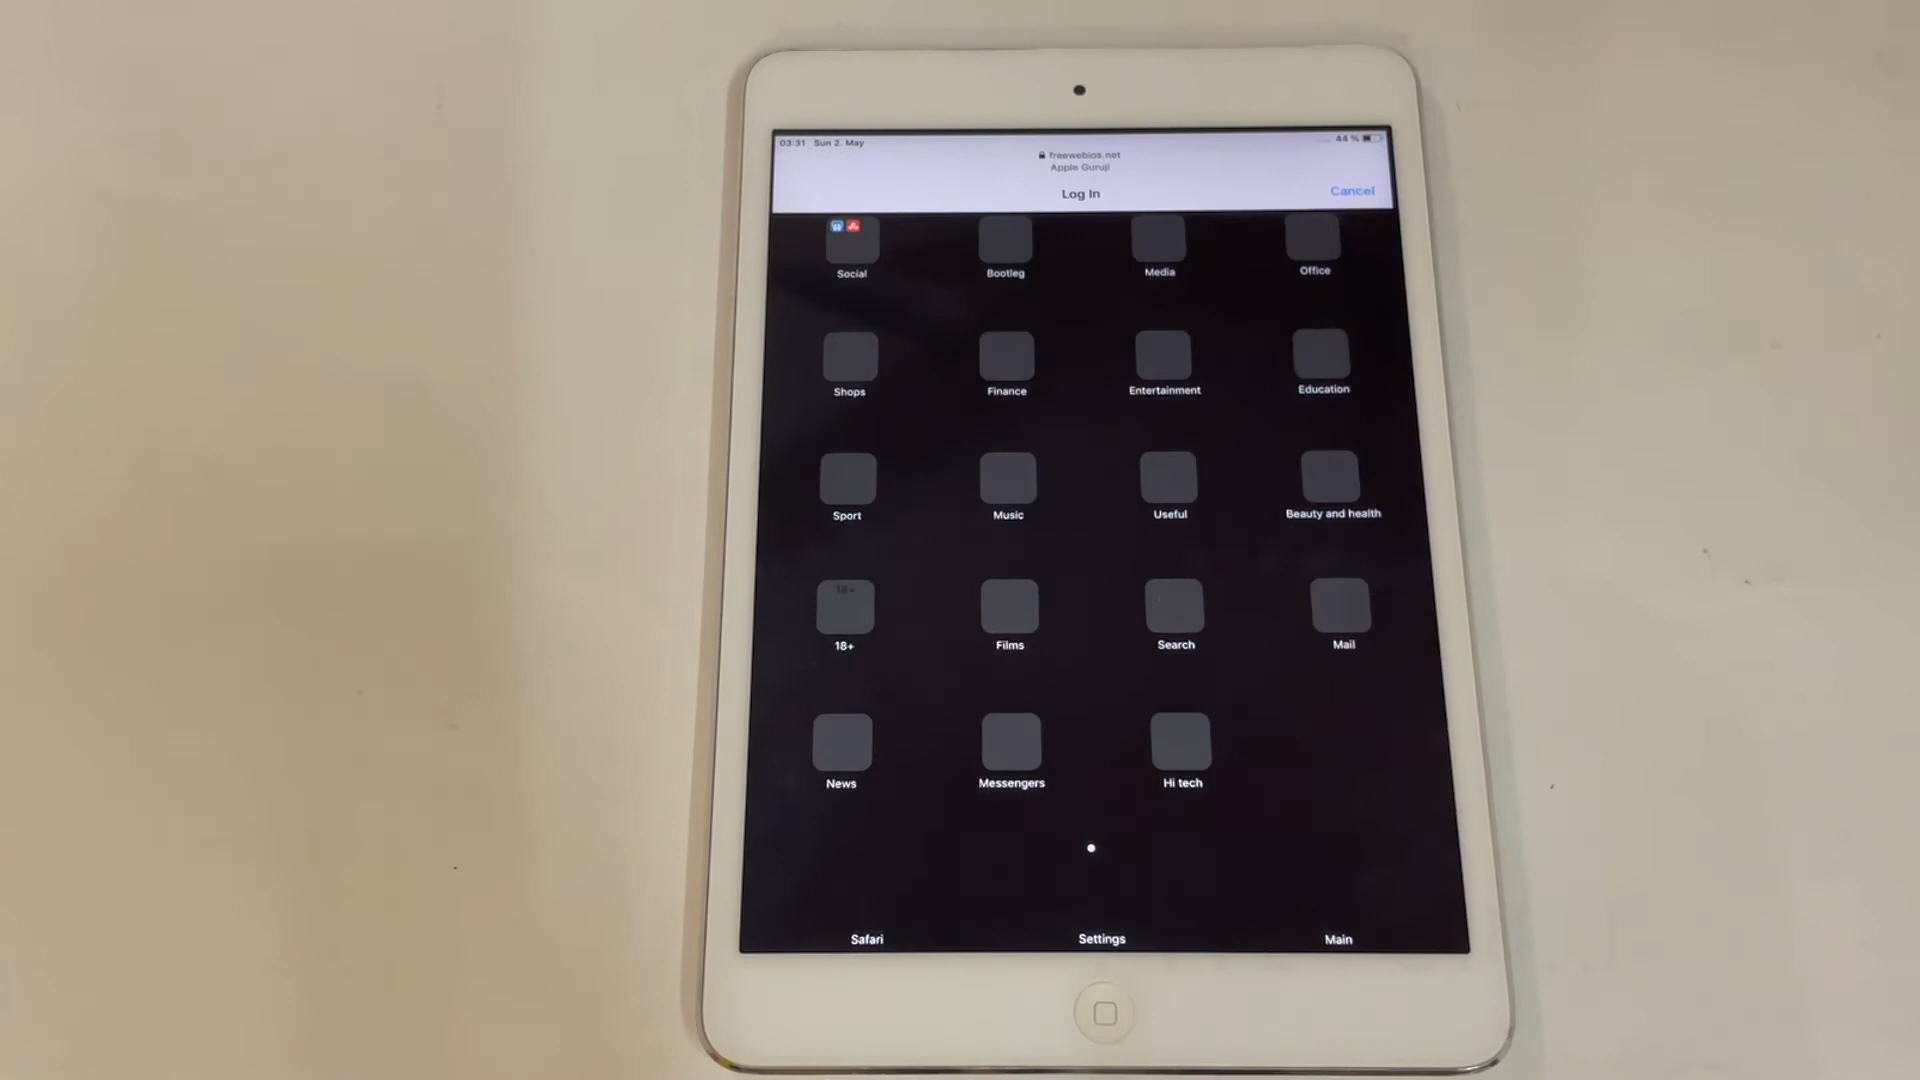 03:31 Sun 2. May 44 %
freewebios.net
Apple Guruji
Log In Cancel
Social Bootleg Media Office
Shops Finance Entertainment Education
Sport Music Useful Beauty and health
18+
18+ Films Search Mail
News Messengers Hi tech
Safari Settings Main